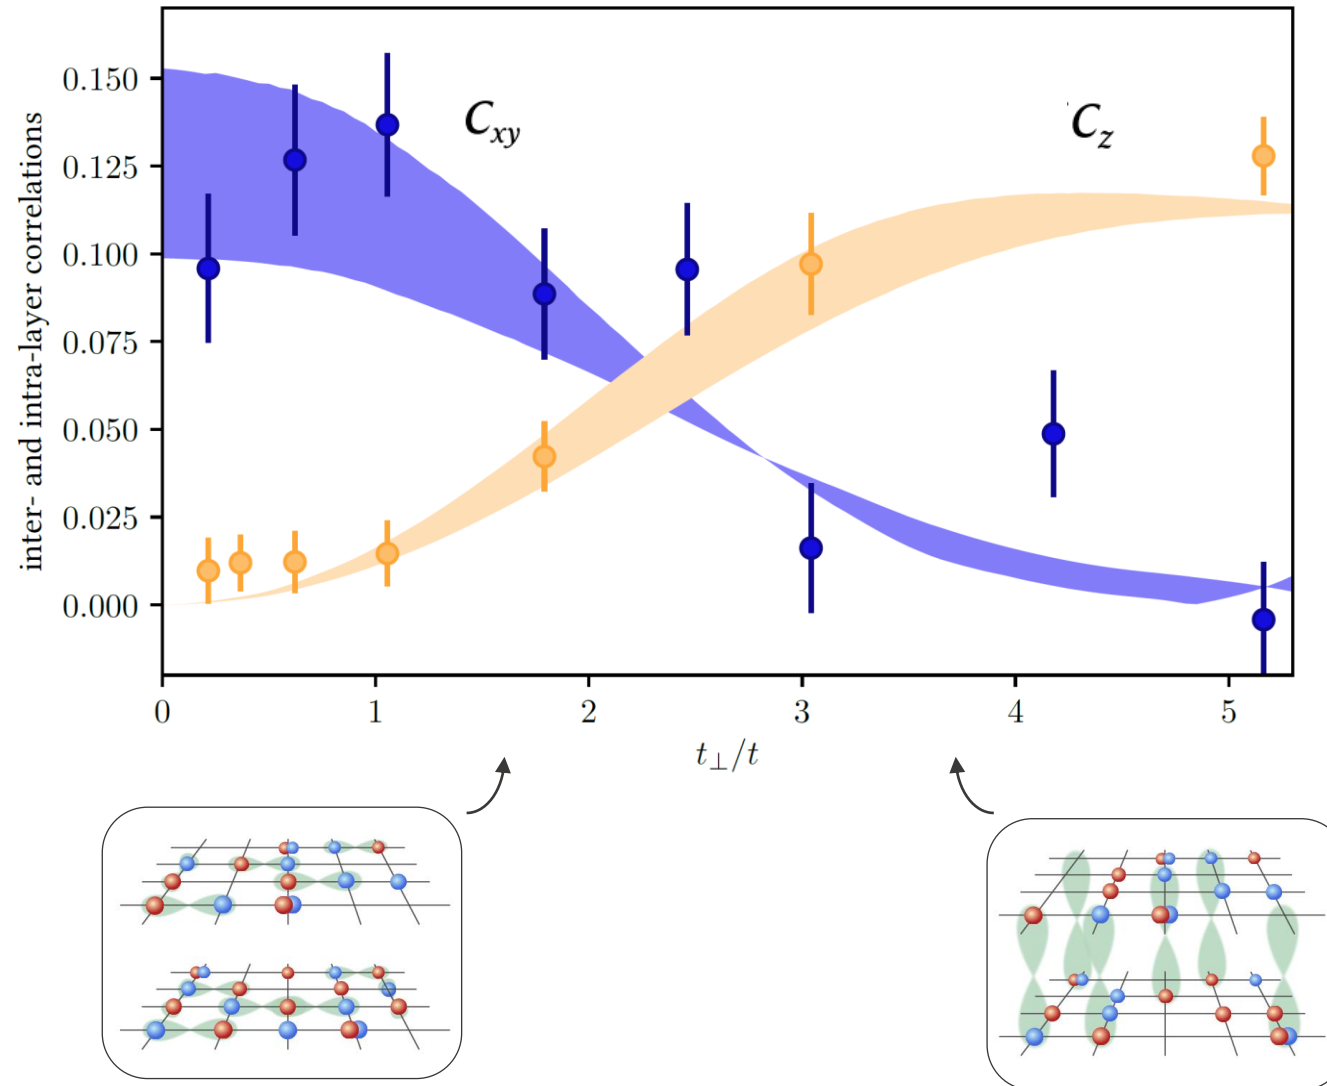 inter- and intra-layer correlations
0.150
0.125
0.100
0.075
0.050
0.025
0.000
C_xy
C_z
0 1 2 3 4 5
t⊥/t